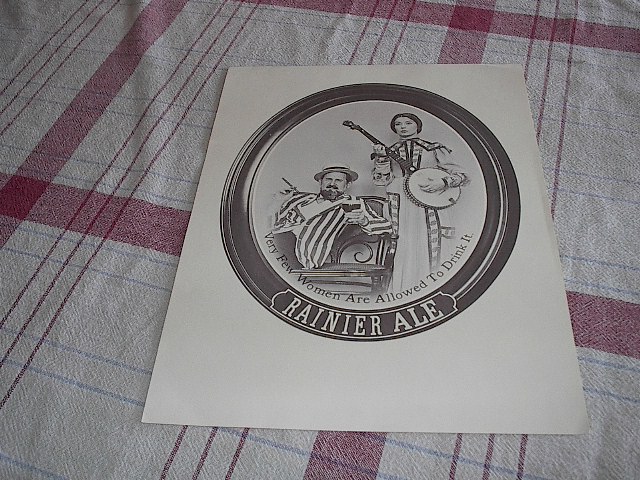 Very Few Women Are Allowed To Drink It.
RAINIER ALE